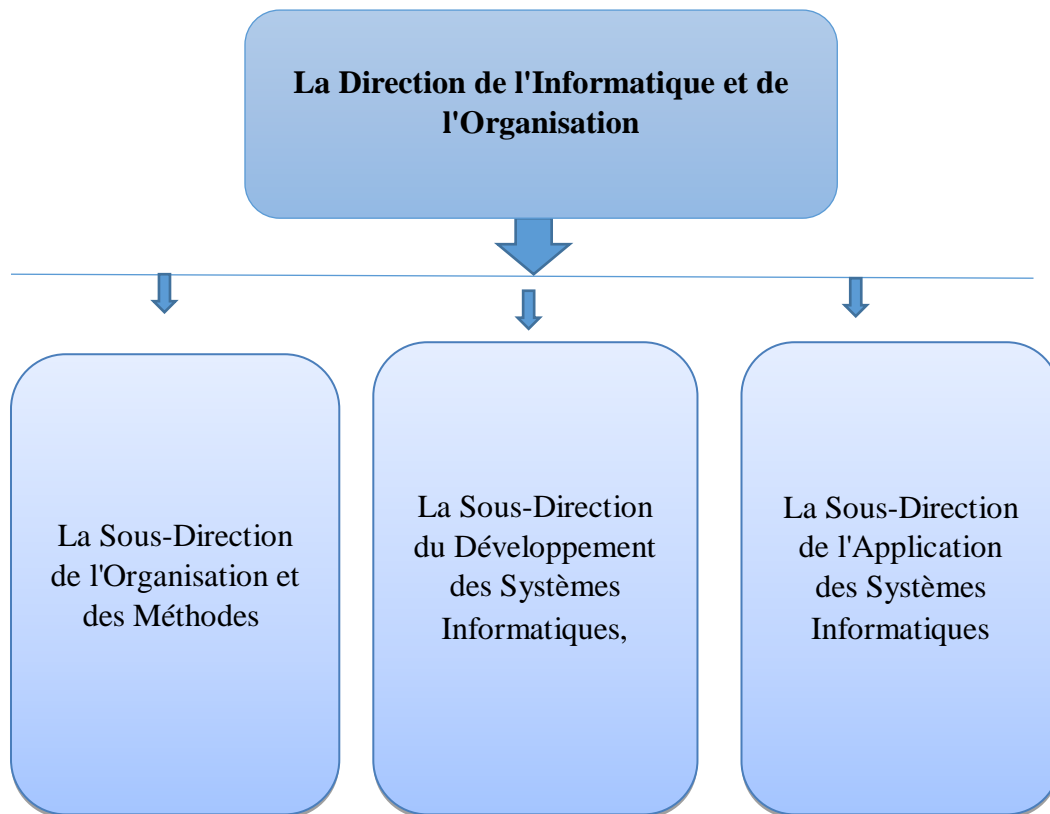 La Direction de l'Informatique et de
l'Organisation
La Sous-Direction
de l'Organisation et
des Méthodes
La Sous-Direction
du Développement
des Systèmes
Informatiques,
La Sous-Direction
de l'Application
des Systèmes
Informatiques